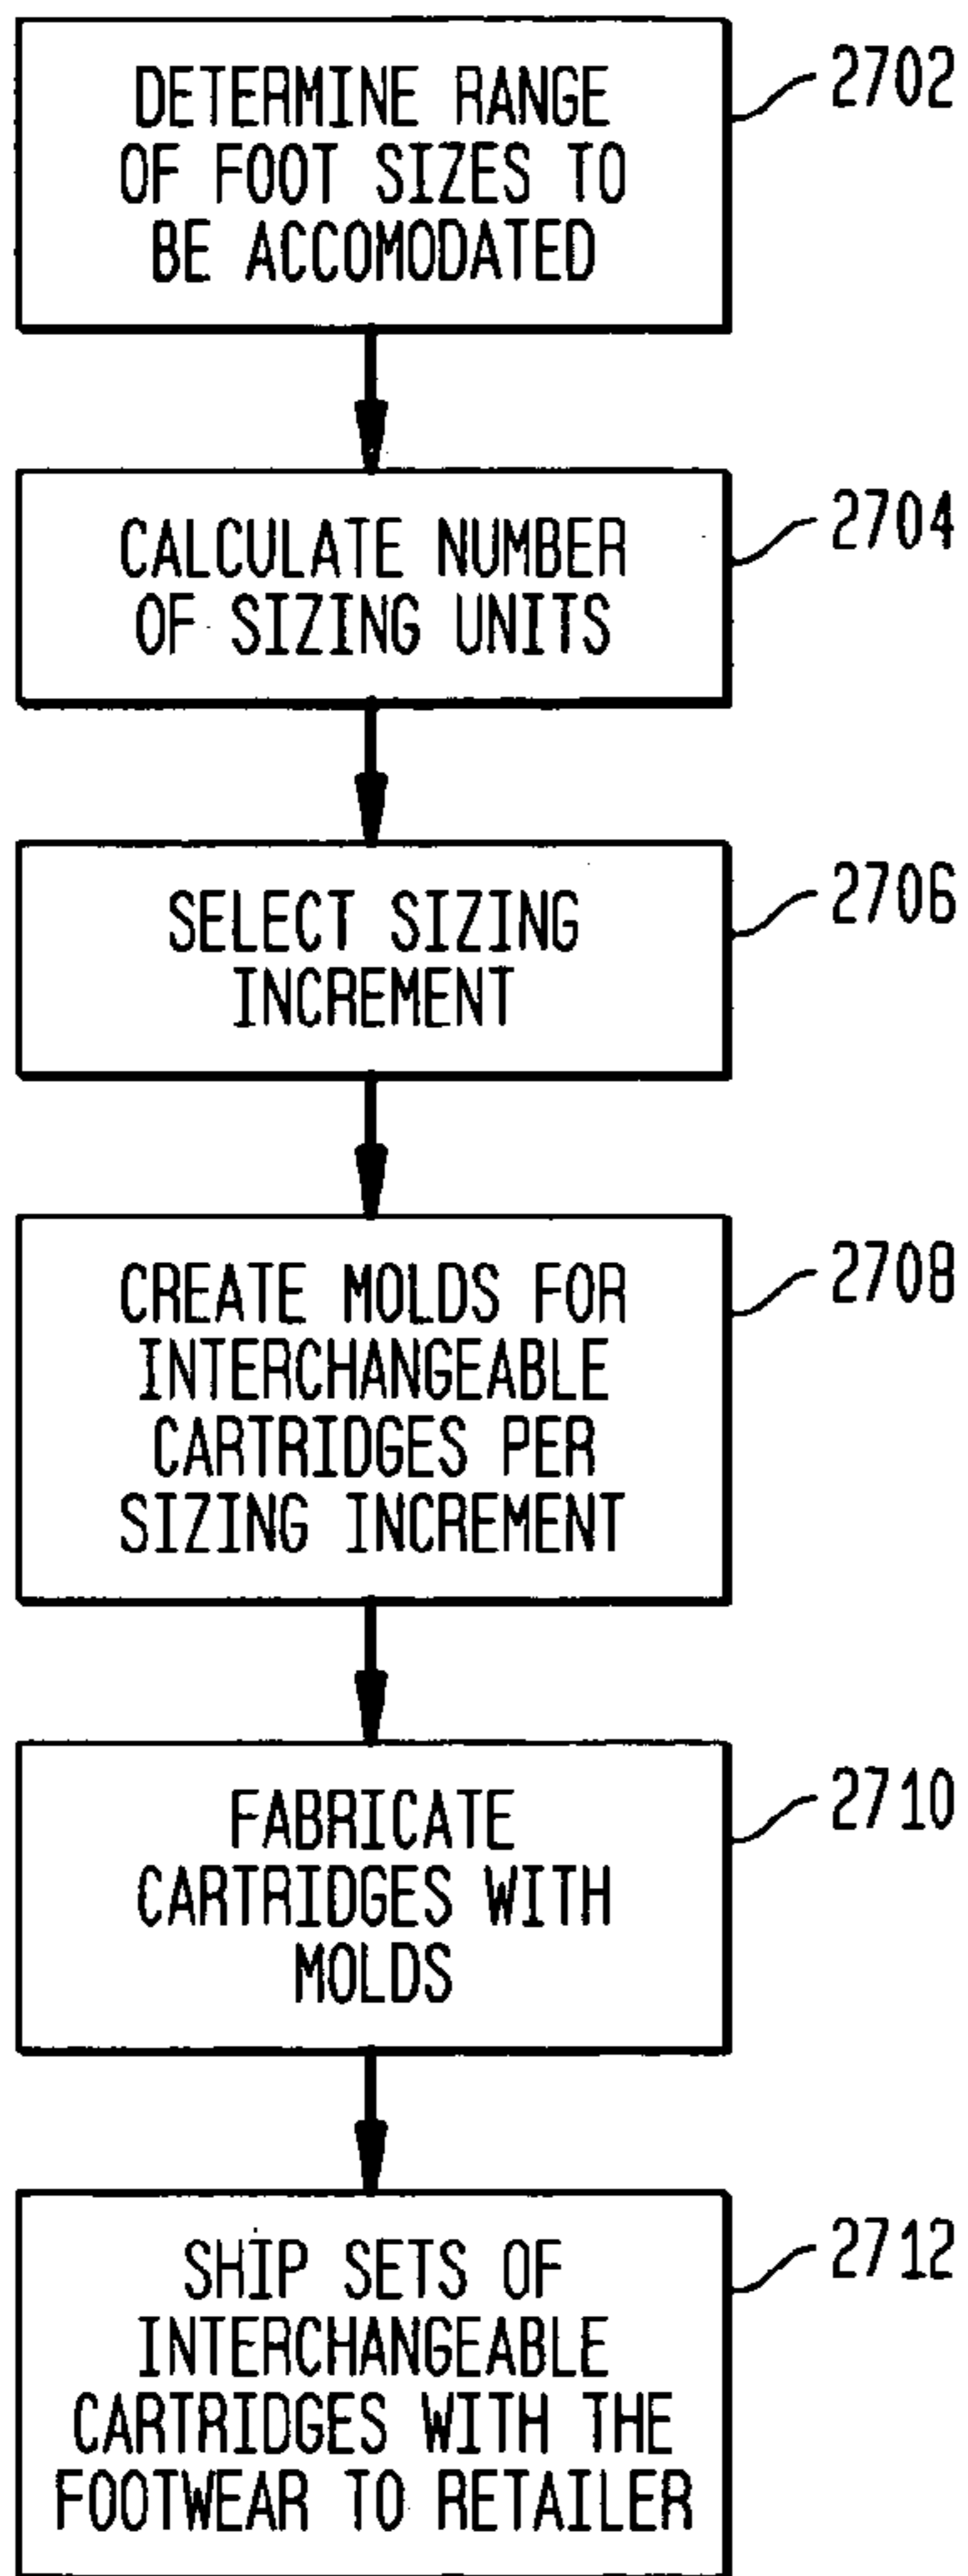 DETERMINE RANGE
OF FOOT SIZES TO
BE ACCOMODATED
2702
CALCULATE NUMBER
OF SIZING UNITS
2704
SELECT SIZING
INCREMENT
2706
CREATE MOLDS FOR
INTERCHANGEABLE
CARTRIDGES PER
SIZING INCREMENT
2708
FABRICATE
CARTRIDGES WITH
MOLDS
2710
SHIP SETS OF
INTERCHANGEABLE
CARTRIDGES WITH THE
FOOTWEAR TO RETAILER
2712